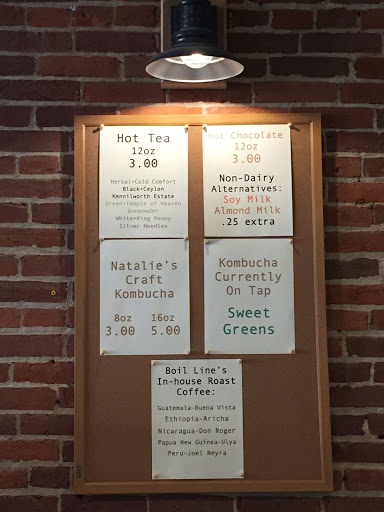 Hot Tea
12oz
3.00
Herbal•Cold Comfort
Black•Ceylon
Kennilworth Estate
Green•Temple of Heaven
Gunpowder
White•King Peony
Silver Needles
Hot Chocolate
12oz
3.00
Non-Dairy
Alternatives:
Soy Milk
Almond Milk
.25 extra
Natalie's
Craft
Kombucha
8oz 16oz
3.00 5.00
Kombucha
Currently
On Tap
Sweet
Greens
Boil Line's
In-house Roast
Coffee:
Guatemala-Buena Vista
Ethiopia-Aricha
Nicaragua-Don Roger
Papua New Guinea-Ulya
Peru-Joel Neyra